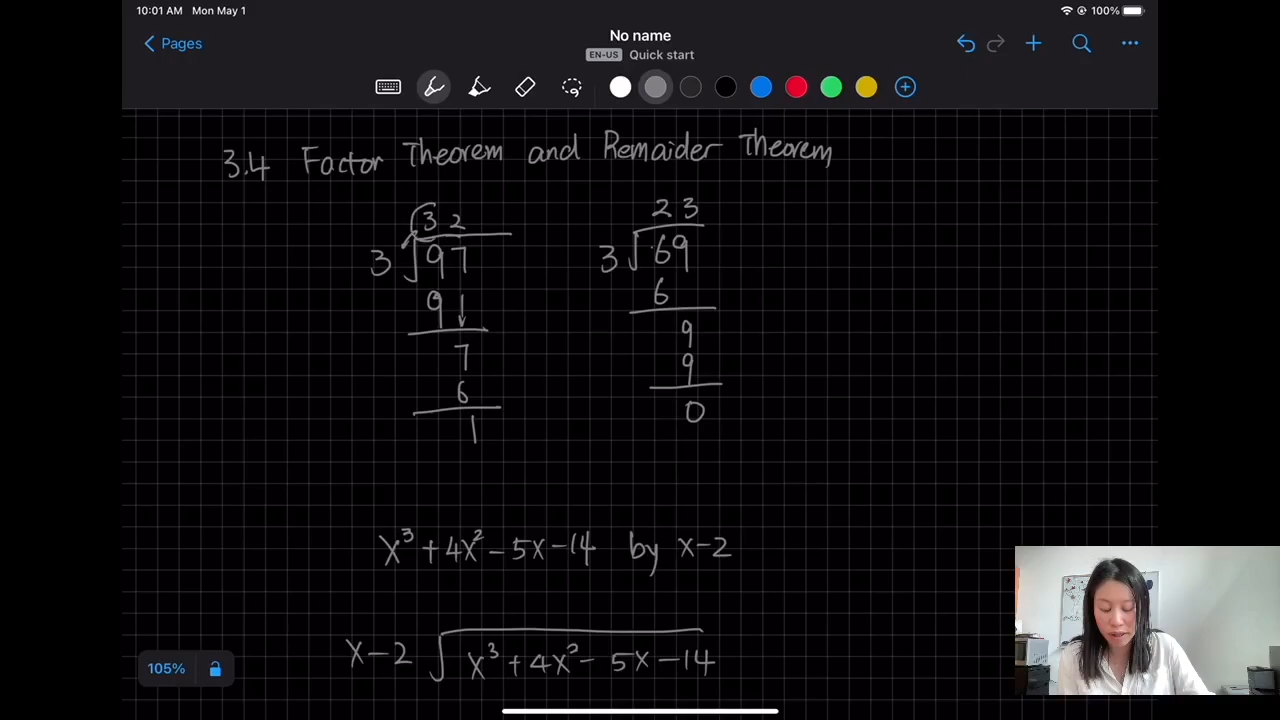 10:01 AM Mon May 1
100%
Pages
No name
EN-US Quick start
3.4 Factor Theorem and Remaider Theorem
32
3 97
9
7
6
1
23
3 69
6
9
9
0
x³ + 4x² - 5x - 14 by x - 2
x - 2 x³ + 4x² - 5x - 14
105%